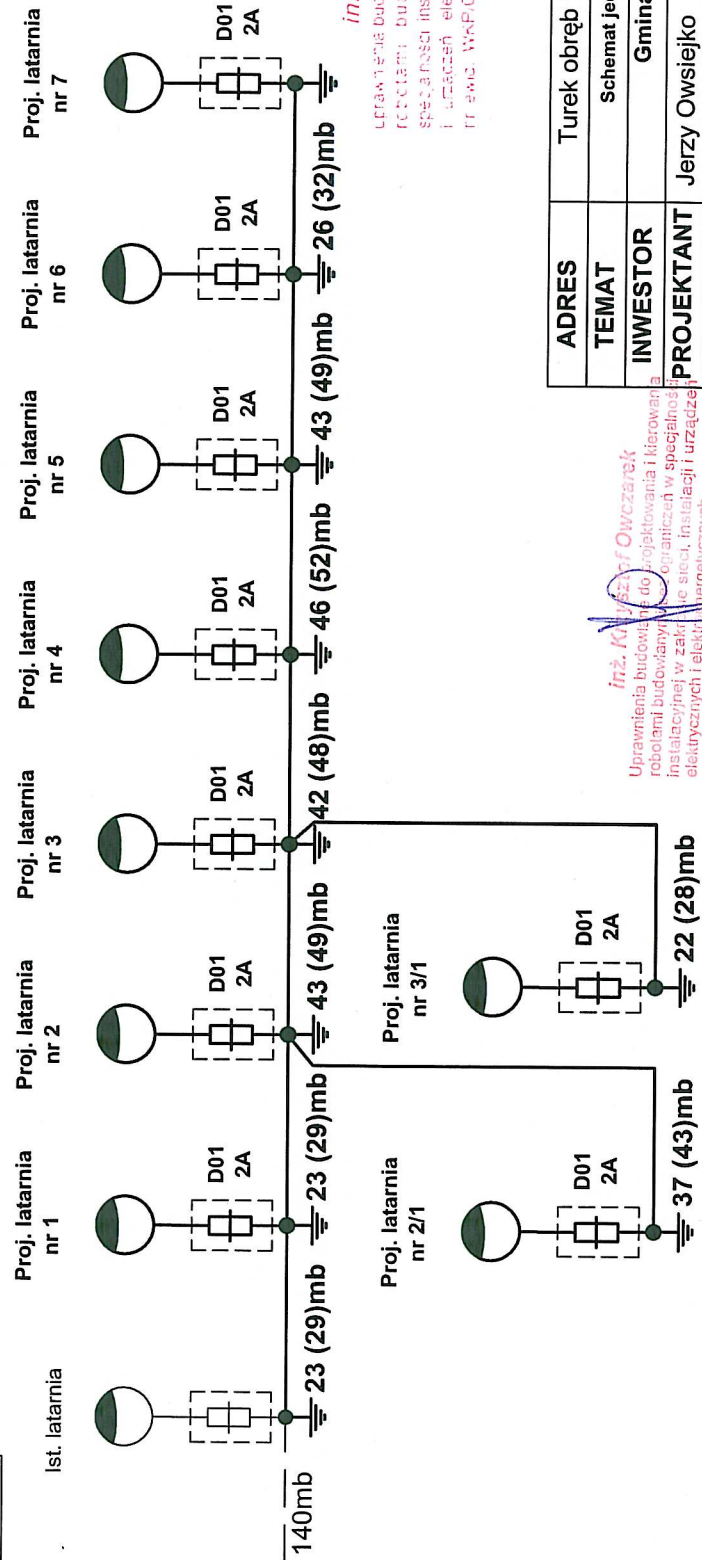 Ist. latarnia
Proj. latarnia
nr 1
Proj. latarnia
nr 2
Proj. latarnia
nr 3
Proj. latarnia
nr 4
Proj. latarnia
nr 5
Proj. latarnia
nr 6
Proj. latarnia
nr 7
D01
2A
D01
2A
D01
2A
D01
2A
D01
2A
D01
2A
D01
2A
140mb
23 (29)mb
23 (29)mb
43 (49)mb
42 (48)mb
46 (52)mb
43 (49)mb
26 (32)mb
Proj. latarnia
nr 2/1
D01
2A
37 (43)mb
Proj. latarnia
nr 3/1
D01
2A
22 (28)mb
inż. Krzysztof Owczarek
Uprawnienia budowlane do projektowania i kierowania
robotami budowlanymi ograniczeń w specjalności
instalacyjnej w zakresie sieci, instalacji i urządzeń
elektrycznych i
ADRES Turek obręb
TEMAT Schemat
INWESTOR Gmina
PROJEKTANT Jerzy Owsiejko